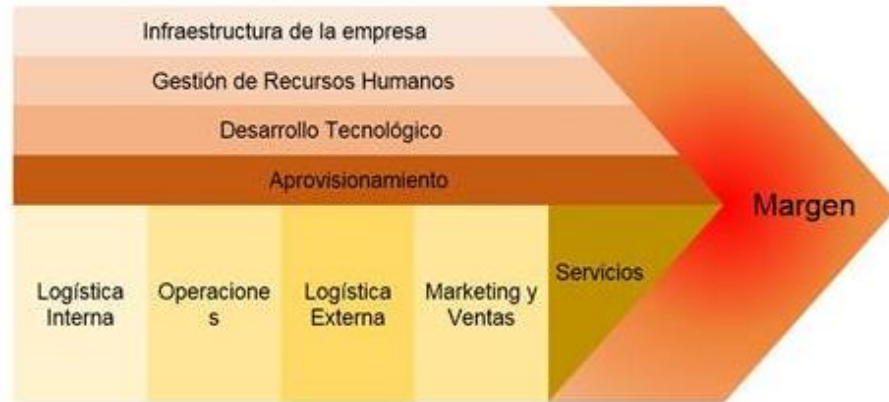 Infraestructura de la empresa
Gestión de Recursos Humanos
Desarrollo Tecnológico
Aprovisionamiento
Margen
Logística
Interna
Operacione
s
Logística
Externa
Marketing y
Ventas
Servicios